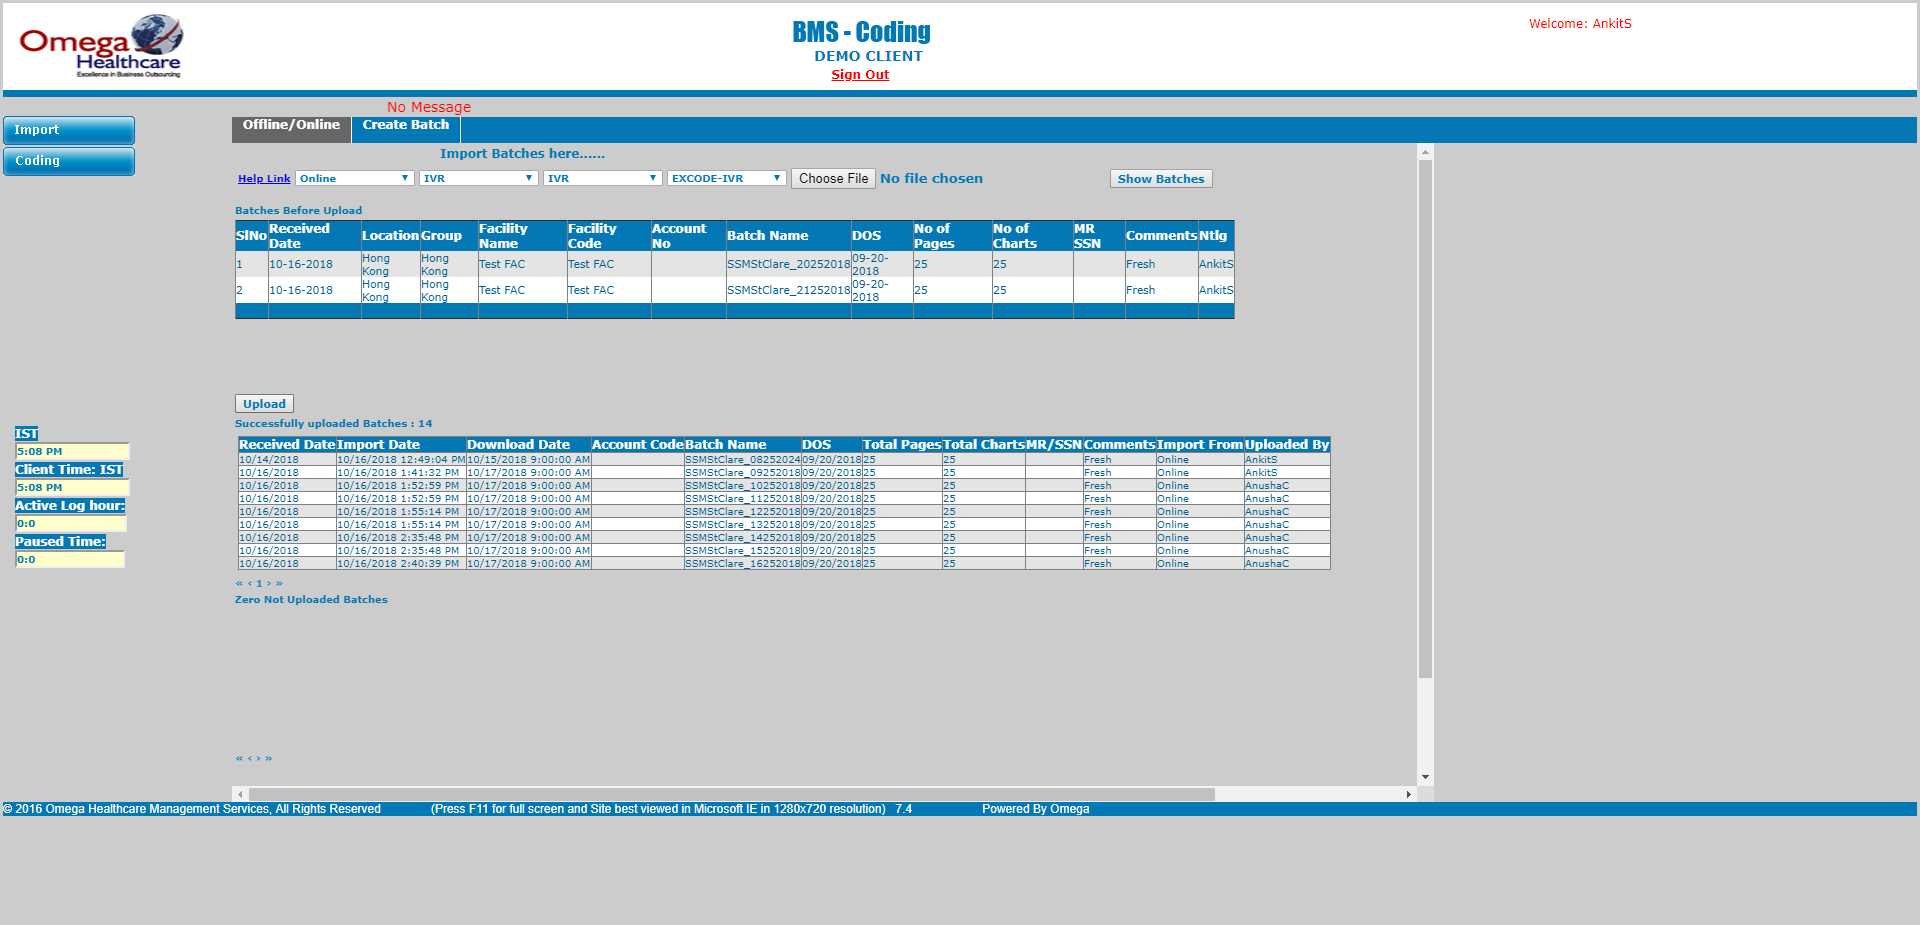 Omega
Healthcare
Excellence in Business Outsourcing
BMS - Coding
DEMO CLIENT
Sign Out
Welcome: AnkitS
No Message
Import
Coding
Offline/Online Create Batch
Import Batches here......
Help Link Online IVR IVR EXCODE-IVR Choose File No file chosen Show Batches
Batches Before Upload
SlNo Received Date Location Group Facility Name Facility Code Account No Batch Name DOS No of Pages No of Charts MR SSN Comments Ntlg
1 10-16-2018 Hong Kong Hong Kong Test FAC Test FAC SSMStClare_20252018 09-20-2018 25 25 Fresh AnkitS
2 10-16-2018 Hong Kong Hong Kong Test FAC Test FAC SSMStClare_21252018 09-20-2018 25 25 Fresh AnkitS
Upload
Successfully uploaded Batches : 14
Received Date Import Date Download Date Account Code Batch Name DOS Total Pages Total Charts MR/SSN Comments Import From Uploaded By
10/14/2018 10/16/2018 12:49:04 PM 10/15/2018 9:00:00 AM SSMStClare_08252024 09/20/2018 25 25 Fresh Online AnkitS
10/16/2018 10/16/2018 1:41:32 PM 10/17/2018 9:00:00 AM SSMStClare_09252018 09/20/2018 25 25 Fresh Online AnkitS
10/16/2018 10/16/2018 1:52:59 PM 10/17/2018 9:00:00 AM SSMStClare_10252018 09/20/2018 25 25 Fresh Online AnushaC
10/16/2018 10/16/2018 1:52:59 PM 10/17/2018 9:00:00 AM SSMStClare_11252018 09/20/2018 25 25 Fresh Online AnushaC
10/16/2018 10/16/2018 1:55:14 PM 10/17/2018 9:00:00 AM SSMStClare_12252018 09/20/2018 25 25 Fresh Online AnushaC
10/16/2018 10/16/2018 1:55:14 PM 10/17/2018 9:00:00 AM SSMStClare_13252018 09/20/2018 25 25 Fresh Online AnushaC
10/16/2018 10/16/2018 2:35:48 PM 10/17/2018 9:00:00 AM SSMStClare_14252018 09/20/2018 25 25 Fresh Online AnushaC
10/16/2018 10/16/2018 2:35:48 PM 10/17/2018 9:00:00 AM SSMStClare_15252018 09/20/2018 25 25 Fresh Online AnushaC
10/16/2018 10/16/2018 2:40:39 PM 10/17/2018 9:00:00 AM SSMStClare_16252018 09/20/2018 25 25 Fresh Online AnushaC
« ‹ 1 › »
Zero Not Uploaded Batches
« ‹ › »
IST
5:08 PM
Client Time: IST
5:08 PM
Active Log hour:
0:0
Paused Time:
0:0
© 2016 Omega Healthcare Management Services, All Rights Reserved (Press F11 for full screen and Site best viewed in Microsoft IE in 1280x720 resolution) 7.4 Powered By Omega